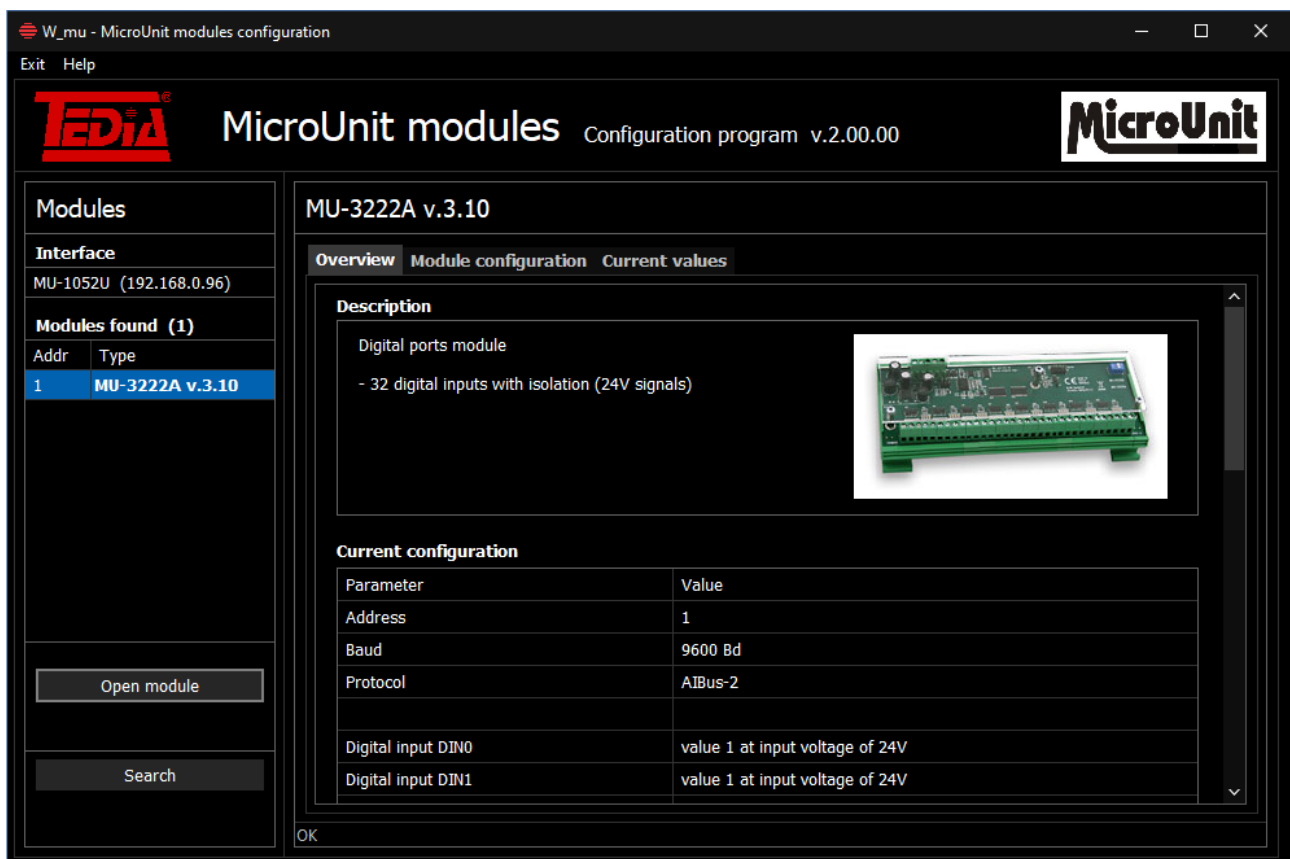 W_mu - MicroUnit modules configuration
Exit Help
TEDiA®
MicroUnit modules Configuration program v.2.00.00
MicroUnit
Modules
Interface
MU-1052U (192.168.0.96)
Modules found (1)
Addr Type
1 MU-3222A v.3.10
Open module
Search
MU-3222A v.3.10
Overview Module configuration Current values
Description
Digital ports module
- 32 digital inputs with isolation (24V signals)
Current configuration
Parameter Value
Address 1
Baud 9600 Bd
Protocol AIBus-2
Digital input DIN0 value 1 at input voltage of 24V
Digital input DIN1 value 1 at input voltage of 24V
OK